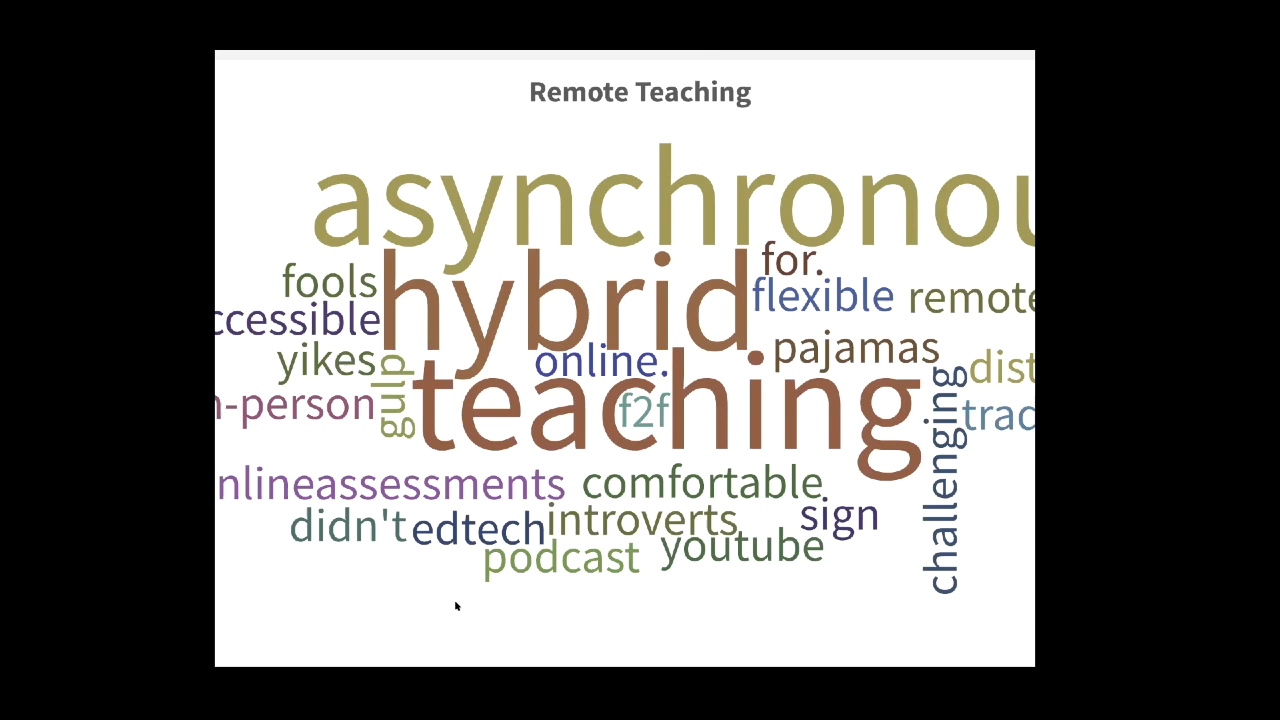 Remote Teaching
asynchronou
hybrid
for.
fools
flexible
remote
ccessible
pajamas
yikes
online.
dist
gulp
teaching
f2f
n-person
trad
challenging
nlineassessments
comfortable
sign
didn't
edtech
introverts
youtube
podcast